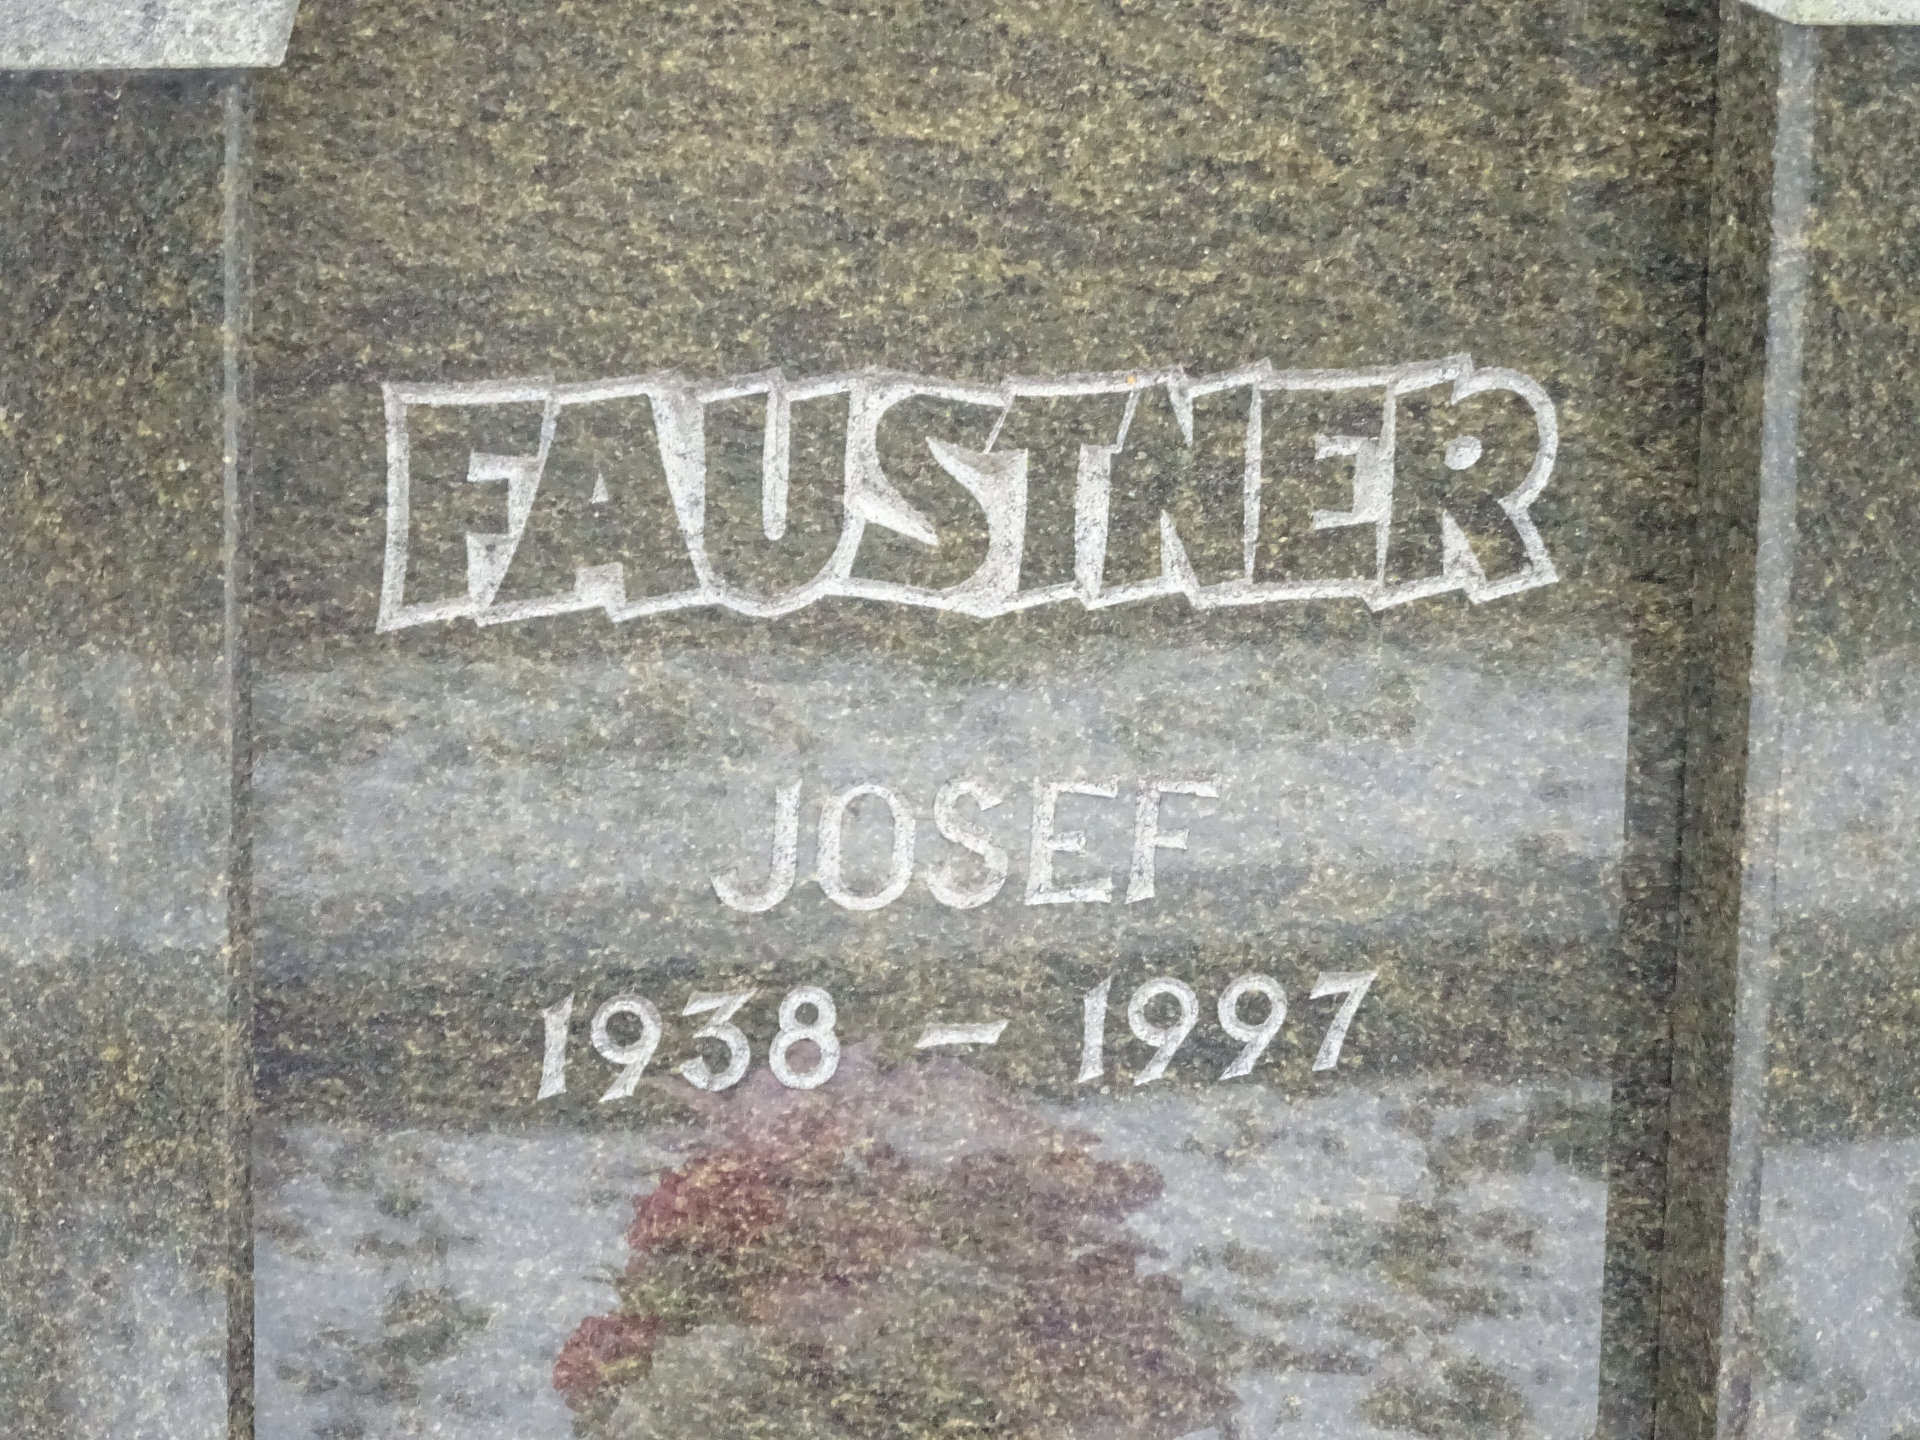 FAUSTNER
JOSEF
1938 - 1997